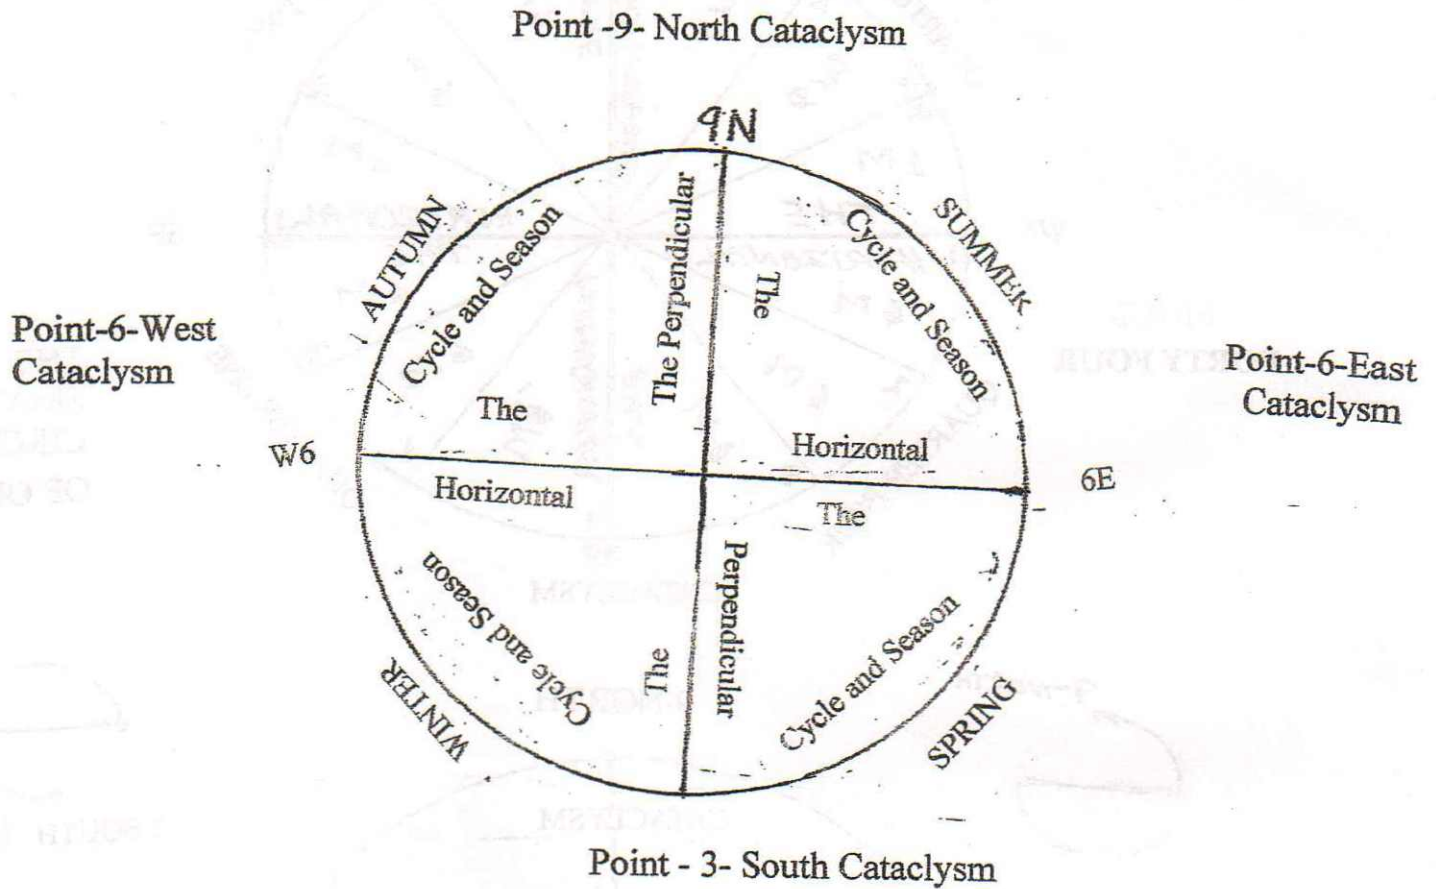 Point -9- North Cataclysm
9N
AUTUMN
Cycle and Season
The Perpendicular
The
Cycle and Season
SUMMER
Point-6-West
Cataclysm
Point-6-East
Cataclysm
The
Horizontal
W6
6E
Horizontal
The
Cycle and Season
WINTER
The
Perpendicular
Cycle and Season
SPRING
Point - 3- South Cataclysm